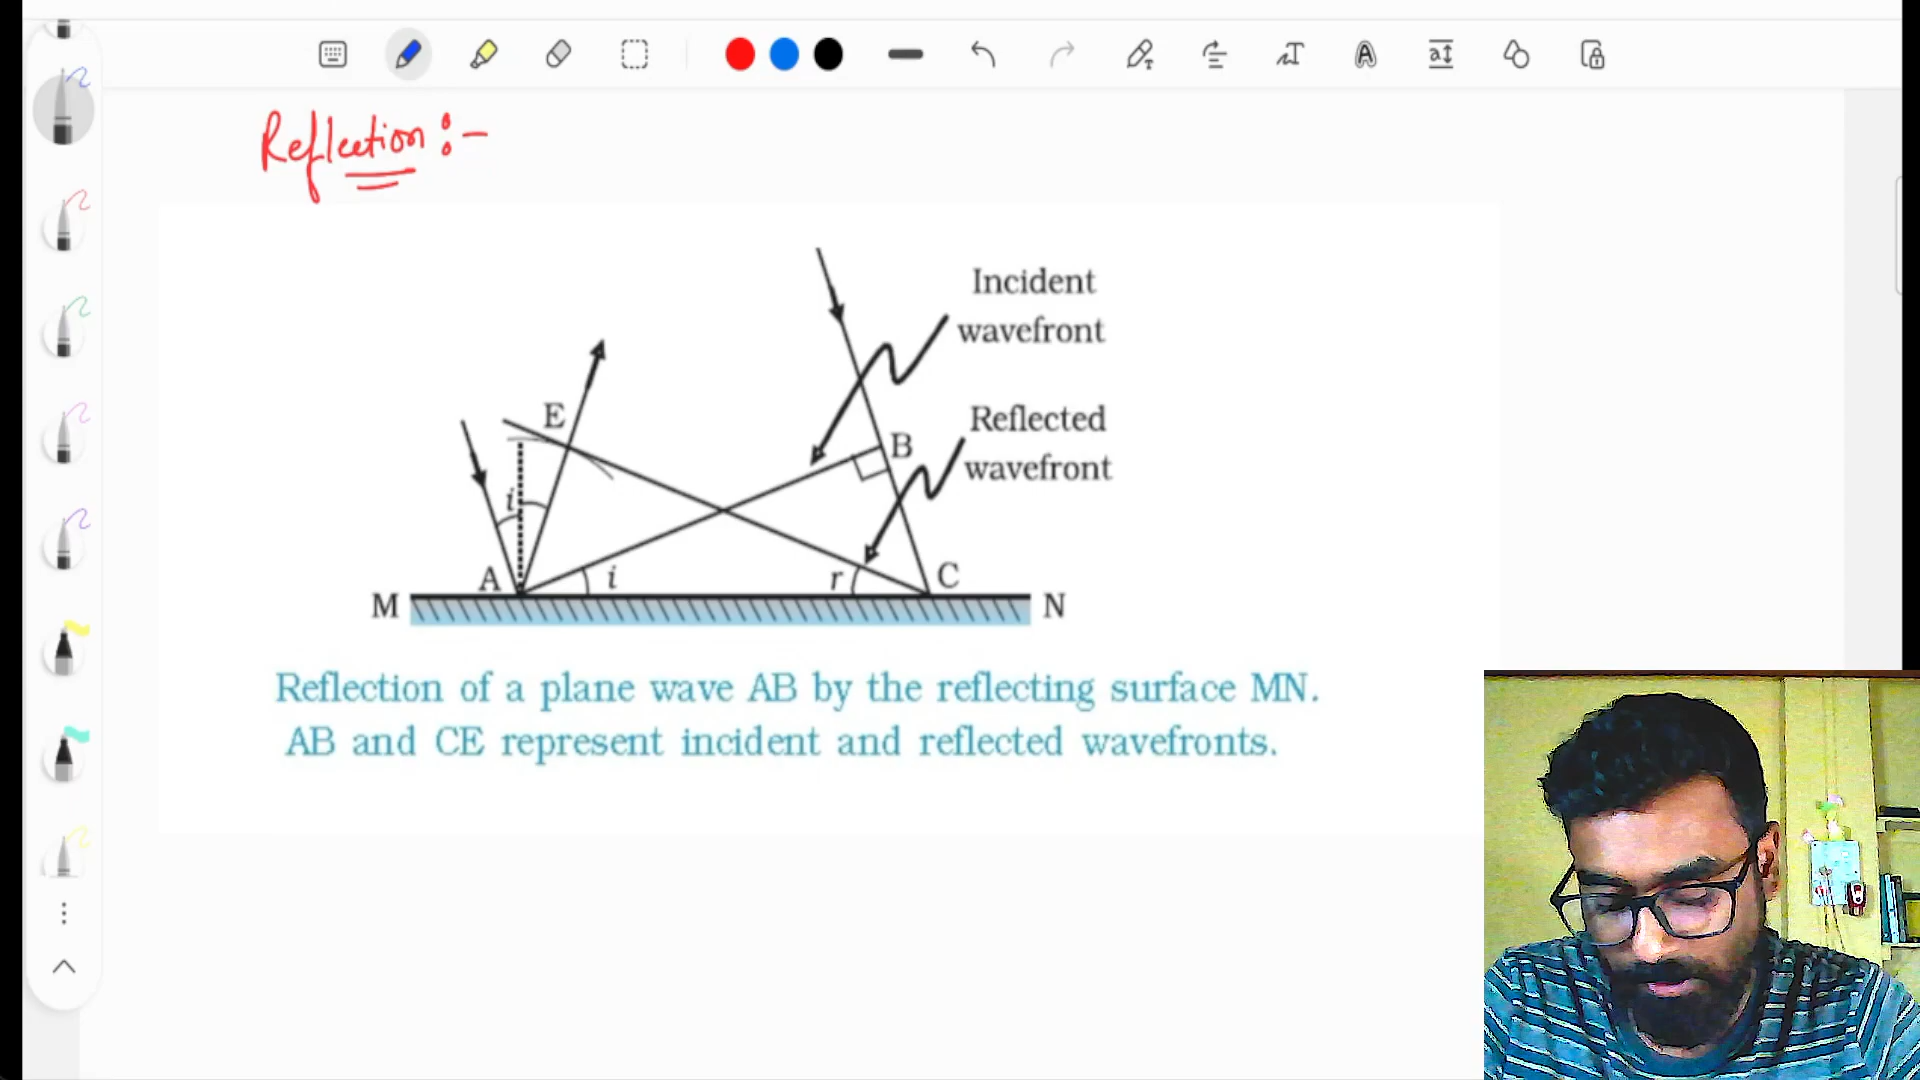 Reflection :-
Incident
wavefront
E
Reflected
wavefront
B
i
A
i
r
C
M
N
Reflection of a plane wave AB by the reflecting surface MN.
AB and CE represent incident and reflected wavefronts.